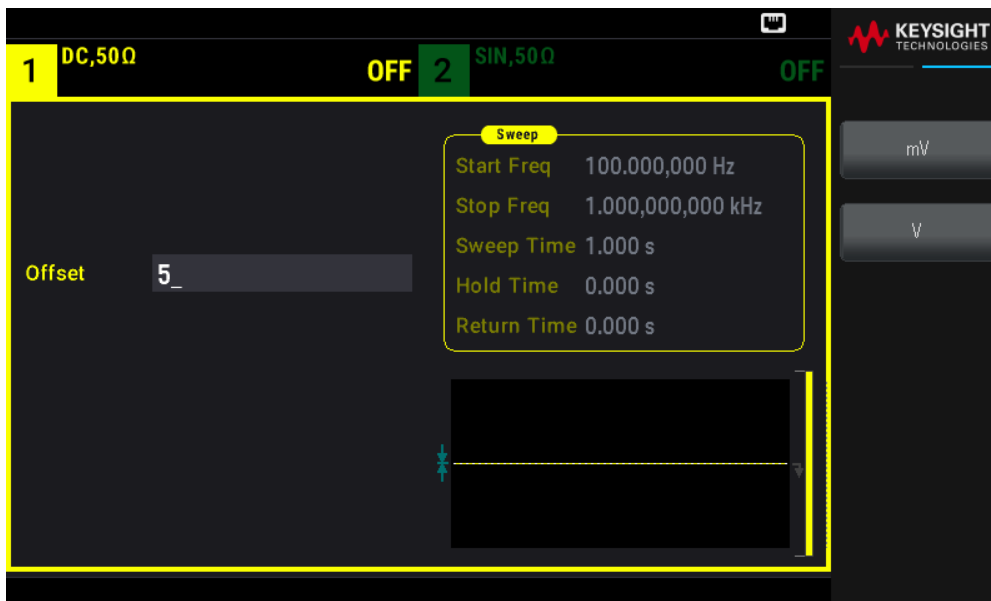 KEYSIGHT
TECHNOLOGIES
1 DC,50Ω OFF 2 SIN,50Ω OFF
Sweep
Start Freq 100.000,000 Hz
Stop Freq 1.000,000,000 kHz
Sweep Time 1.000 s
Hold Time 0.000 s
Return Time 0.000 s
Offset 5_
mV
V